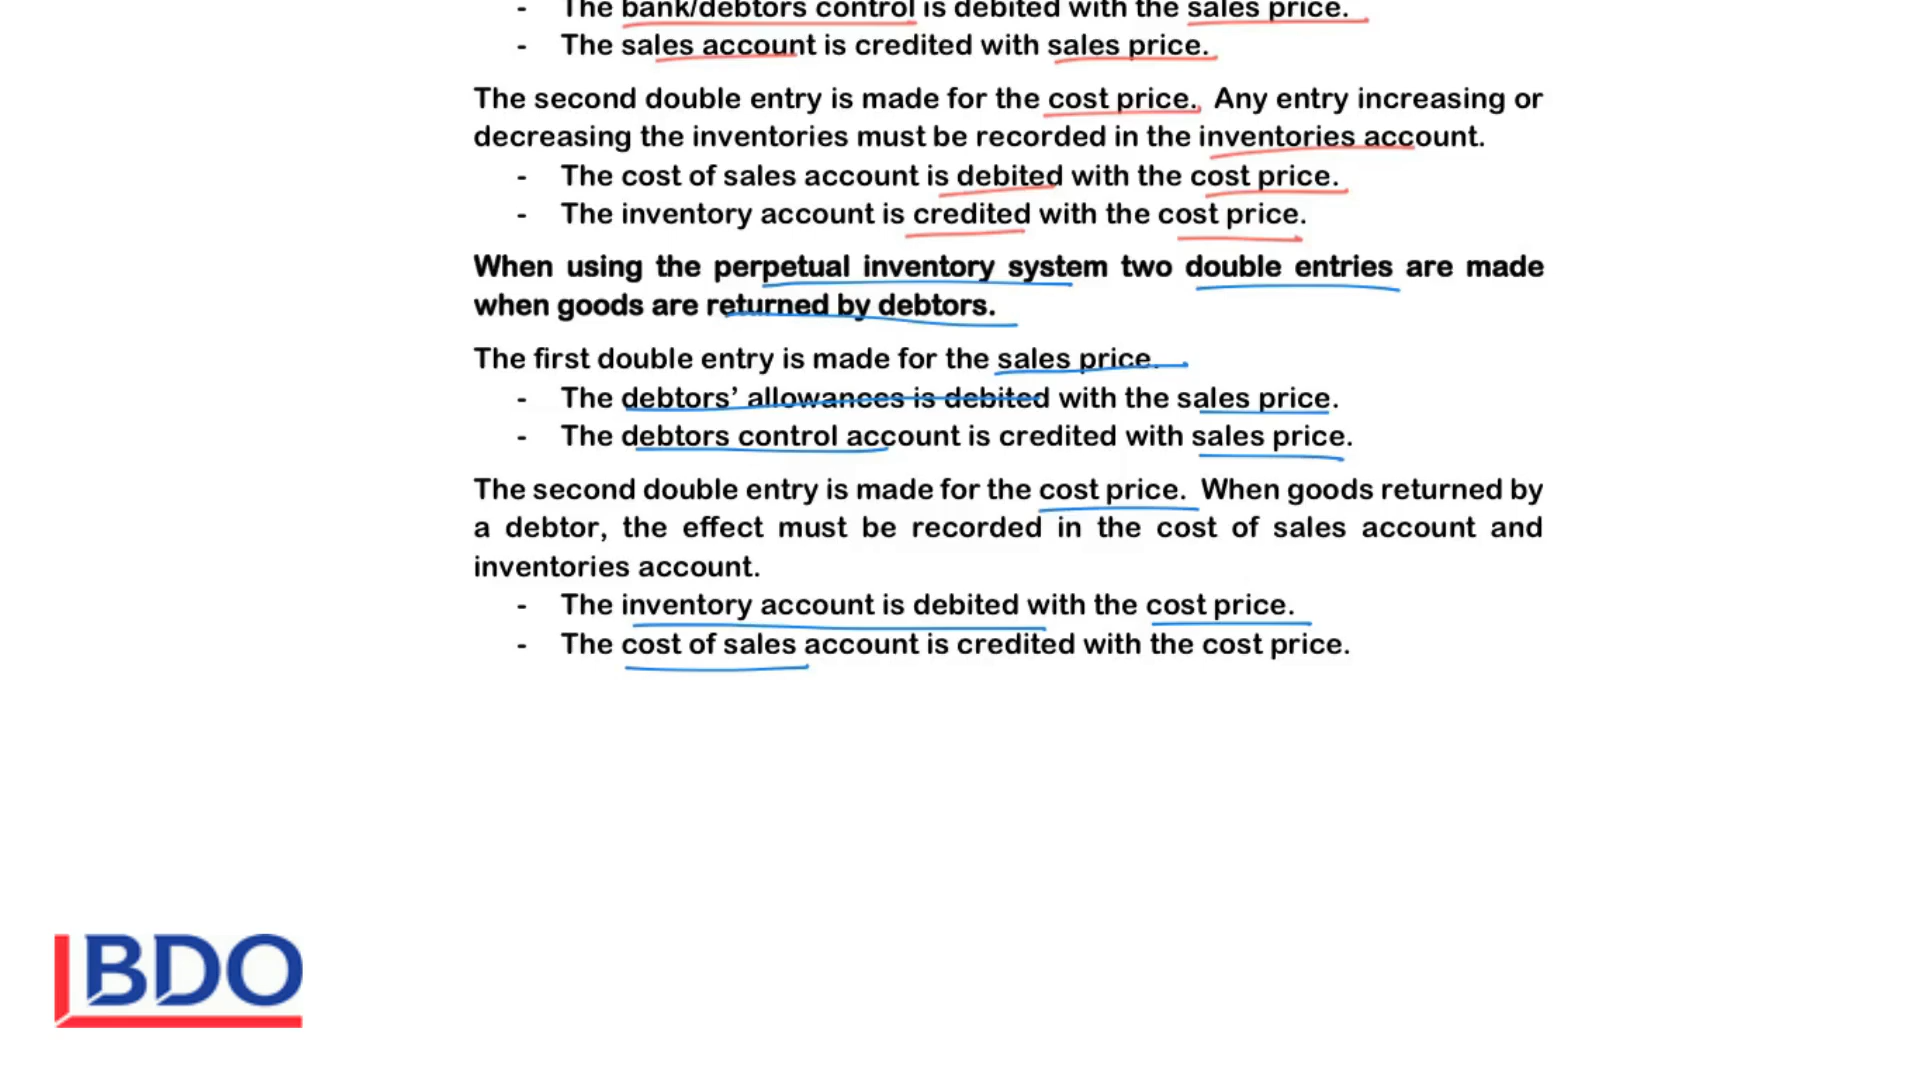 - The bank/debtors control is debited with the sales price.
- The sales account is credited with sales price.
The second double entry is made for the cost price. Any entry increasing or
decreasing the inventories must be recorded in the inventories account.
- The cost of sales account is debited with the cost price.
- The inventory account is credited with the cost price.
When using the perpetual inventory system two double entries are made
when goods are returned by debtors.
The first double entry is made for the sales price.
- The debtors’ allowances is debited with the sales price.
- The debtors control account is credited with sales price.
The second double entry is made for the cost price. When goods returned by
a debtor, the effect must be recorded in the cost of sales account and
inventories account.
- The inventory account is debited with the cost price.
- The cost of sales account is credited with the cost price.
BDO